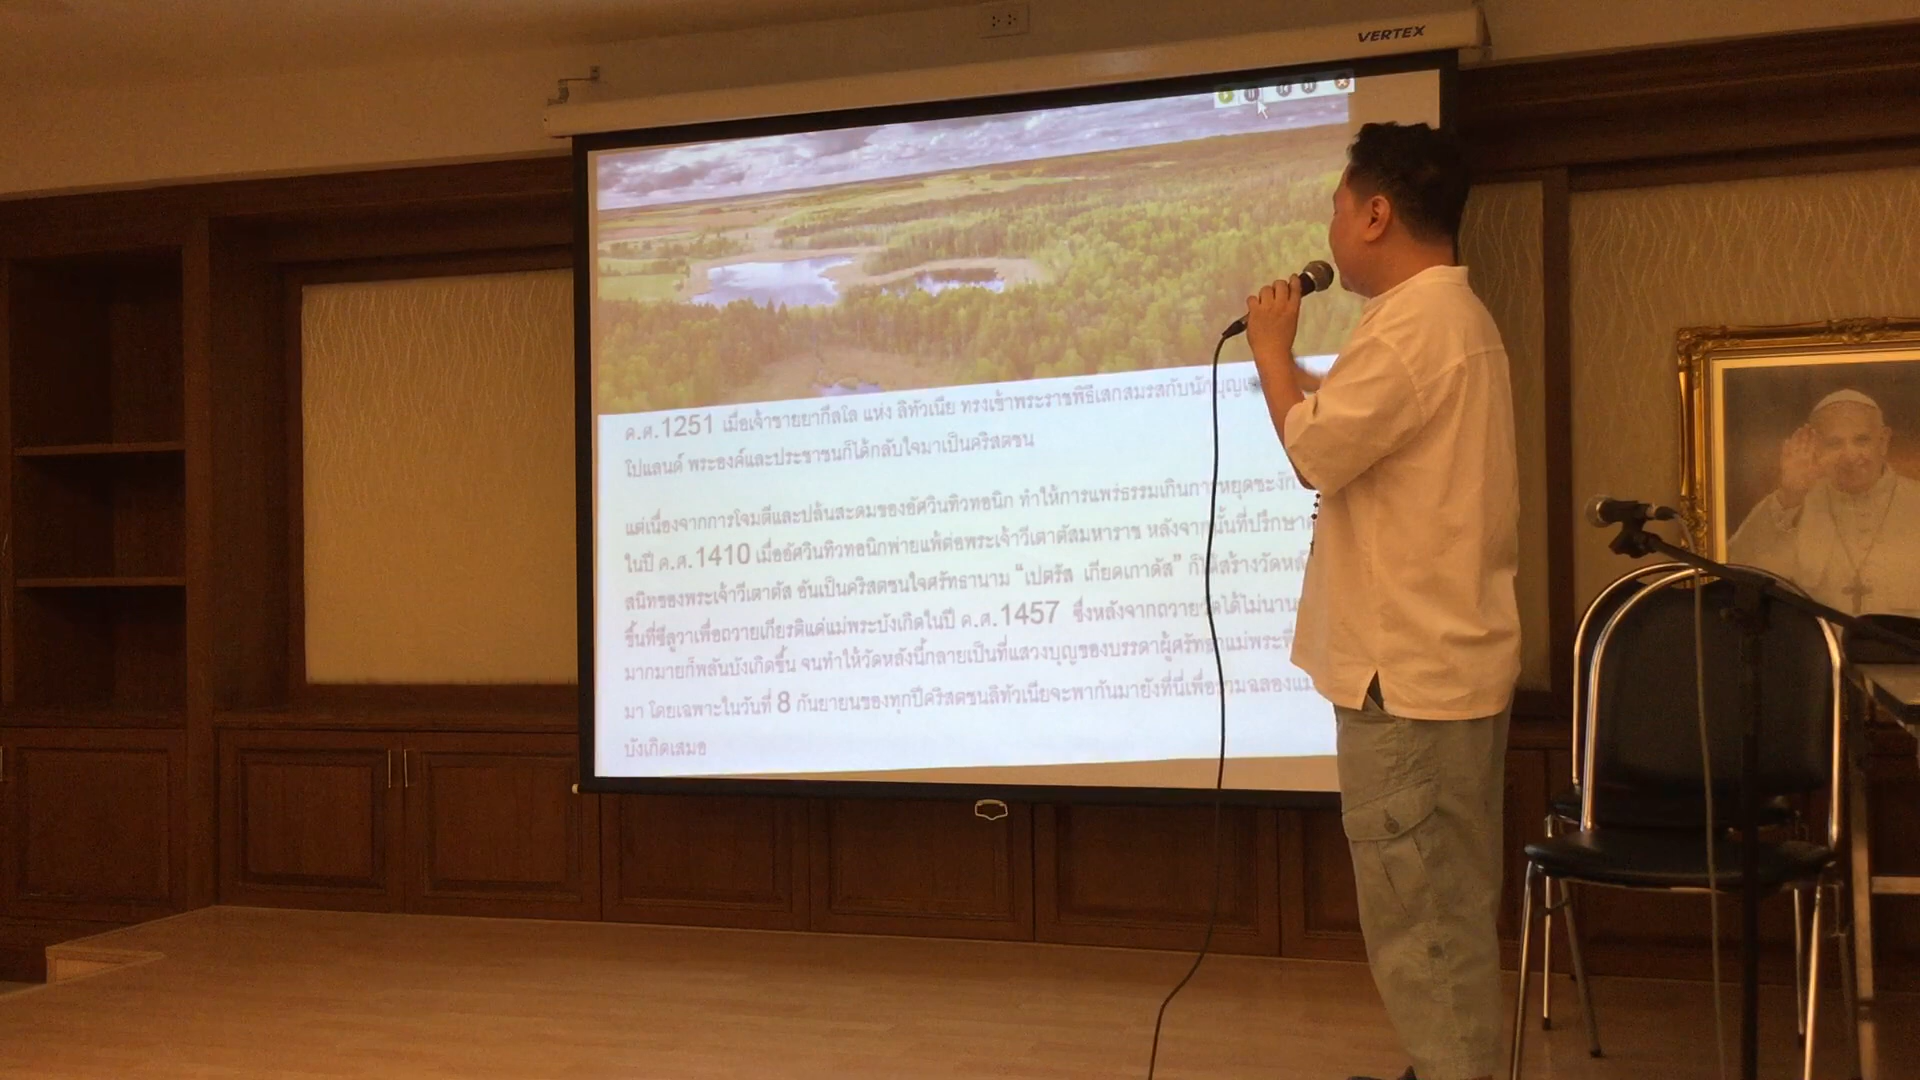 VERTEX
ค.ศ.1251 เมื่อเจ้าชายยากีลโล แห่ง ลิทัวเนีย ทรงเข้าพระราชพิธีเสกสมรสกับนักบุญ
โปแลนด์ พระองค์และประชาชนก็ได้กลับใจมาเป็นคริสตชน
แต่เนื่องจากการโจมตีและปล้นสะดมของอัศวินทิวทอนิก ทำให้การแพร่ธรรมเกินการหยุดชะงัก
ในปี ค.ศ.1410 เมื่ออัศวินทิวทอนิกพ่ายแพ้ต่อพระเจ้าวีเตาตัสมหาราช หลังจากนั้นที่ปรึกษา
สนิทของพระเจ้าวีเตาตัส อันเป็นคริสตชนใจศรัทธานาม “เปตรัส เกียดเกาดัส” ก็ได้สร้างวัดหลัง
ขึ้นที่ซีลูวาเพื่อถวายเกียรติแด่แม่พระบังเกิดในปี ค.ศ.1457 ซึ่งหลังจากถวายวัดได้ไม่นาน
มากมายก็พลันบังเกิดขึ้น จนทำให้วัดหลังนี้กลายเป็นที่แสวงบุญของบรรดาผู้ศรัทธาแม่พระ
มา โดยเฉพาะในวันที่ 8 กันยายนของทุกปีคริสตชนลิทัวเนียจะพากันมายังที่นี่เพื่อร่วมฉลอง
บังเกิดเสมอ